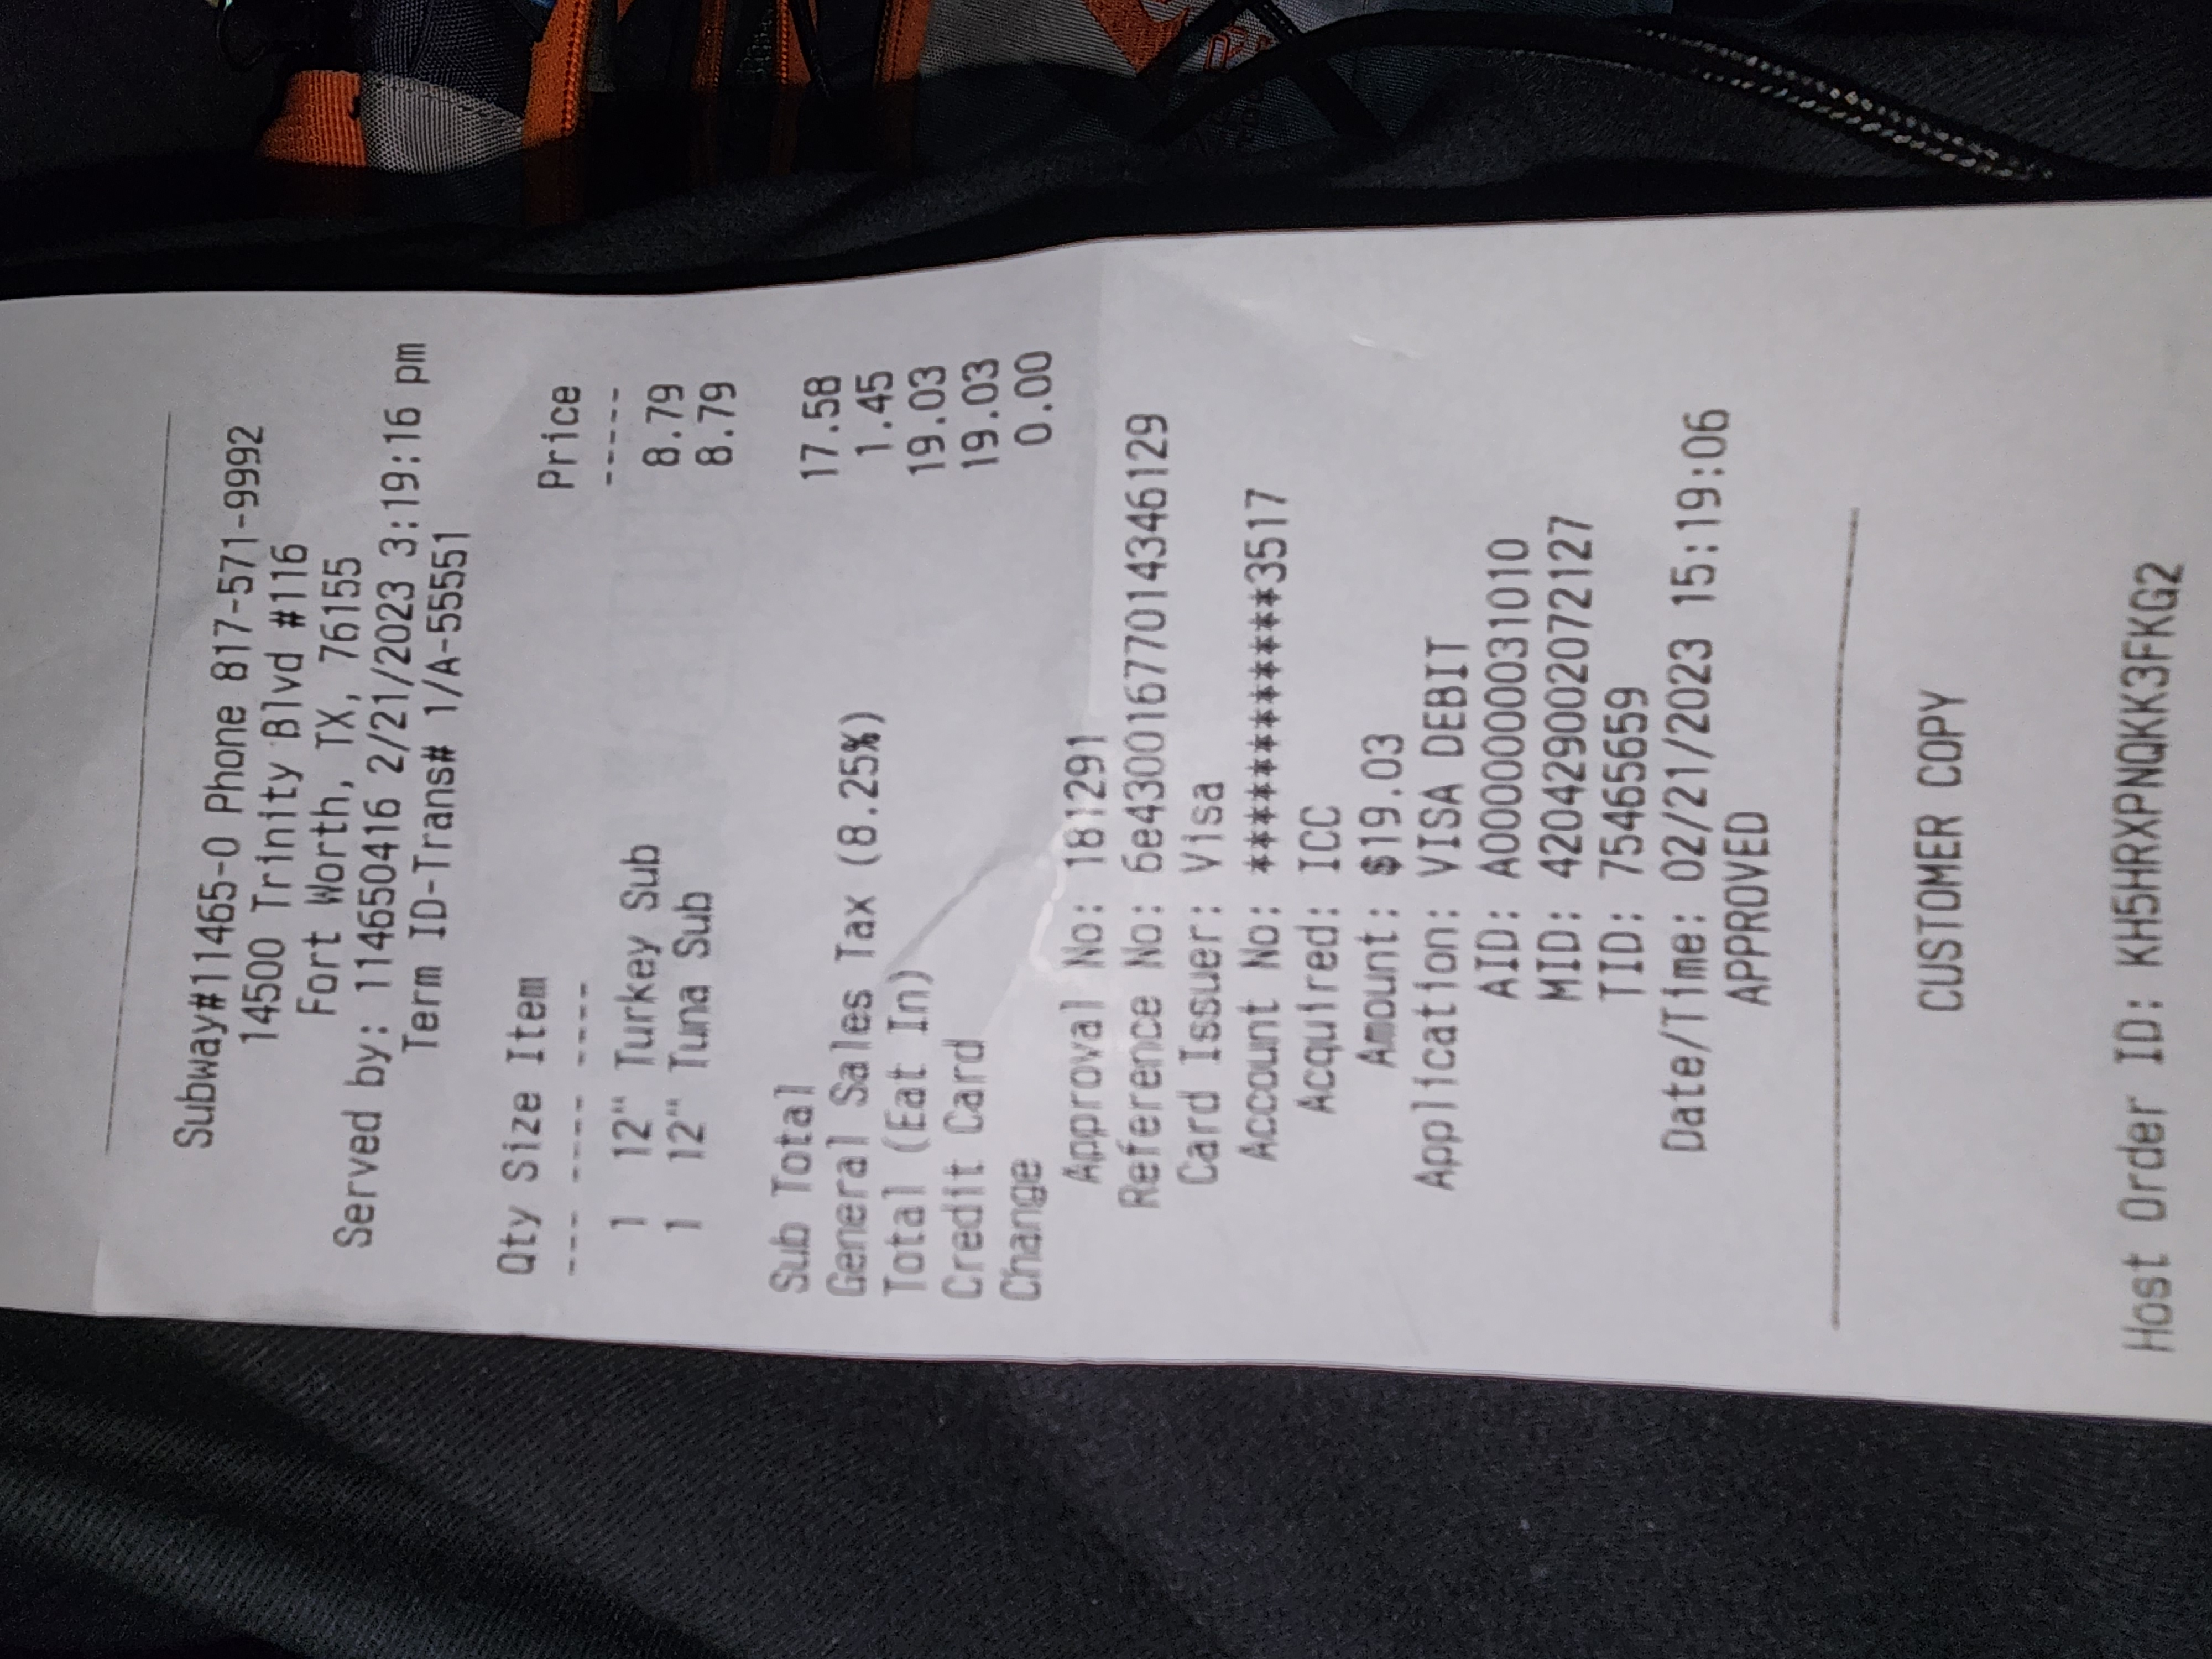 Subway#11465-0 Phone 817-571-9992
14500 Trinity Blvd #116
Fort Worth, TX, 76155
Served by: 114650416 2/21/2023 3:19:16 pm
Term ID-Trans# 1/A-55551
Qty Size Item Price
--- ---- ---- -----
1 12" Turkey Sub 8.79
1 12" Tuna Sub 8.79
Sub Total 17.58
General Sales Tax (8.25%) 1.45
Total (Eat In) 19.03
Credit Card 19.03
Change 0.00
Approval No: 181291
Reference No: 6e43001677014346129
Card Issuer: Visa
Account No: ************3517
Acquired: ICC
Amount: $19.03
Application: VISA DEBIT
AID: A0000000031010
MID: 420429002072127
TID: 75465659
Date/Time: 02/21/2023 15:19:06
APPROVED
CUSTOMER COPY
Host Order ID: KH5HRXPNQKK3FKG2